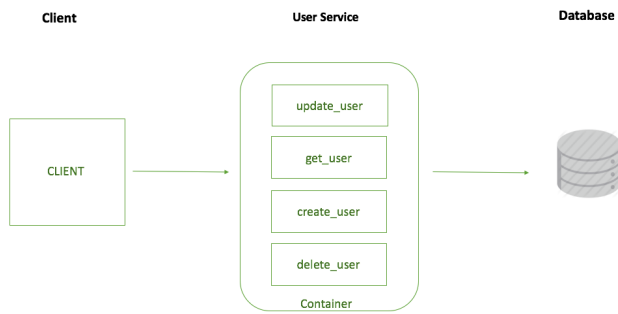 Client
User Service
Database
CLIENT
update_user
get_user
create_user
delete_user
Container